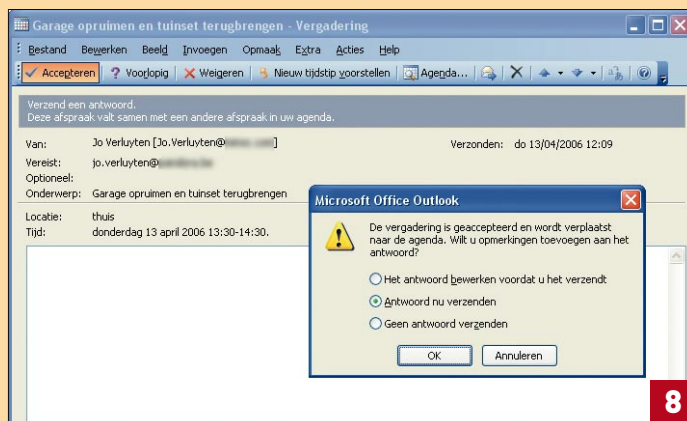 Garage opruimen en tuinset terugbrengen - Vergadering
Bestand Bewerken Beeld Invoegen Opmaak Extra Acties Help
Accepteren Voorlopig Weigeren Nieuw tijdstip voorstellen Agenda...
Verzend een antwoord.
Deze afspraak valt samen met een andere afspraak in uw agenda.
Van: Jo Verluyten [Jo.Verluyten@ ] Verzonden: do 13/04/2006 12:09
Vereist: jo.verluyten@
Optioneel:
Onderwerp: Garage opruimen en tuinset terugbrengen
Locatie: thuis
Tijd: donderdag 13 april 2006 13:30-14:30.
Microsoft Office Outlook
De vergadering is geaccepteerd en wordt verplaatst
naar de agenda. Wilt u opmerkingen toevoegen aan het
antwoord?
Het antwoord bewerken voordat u het verzendt
Antwoord nu verzenden
Geen antwoord verzenden
OK Annuleren
8